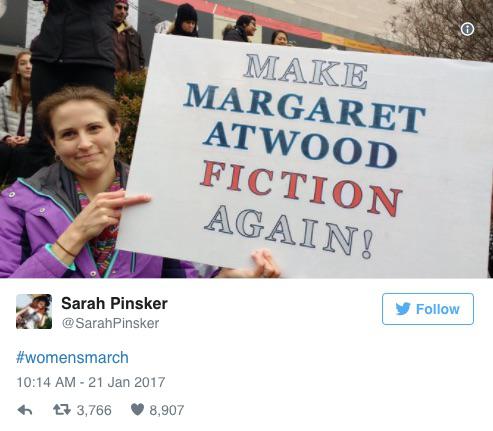 MAKE
MARGARET
ATWOOD
FICTION
AGAIN!
Sarah Pinsker
@SarahPinsker
Follow
#womensmarch
10:14 AM - 21 Jan 2017
3,766 8,907